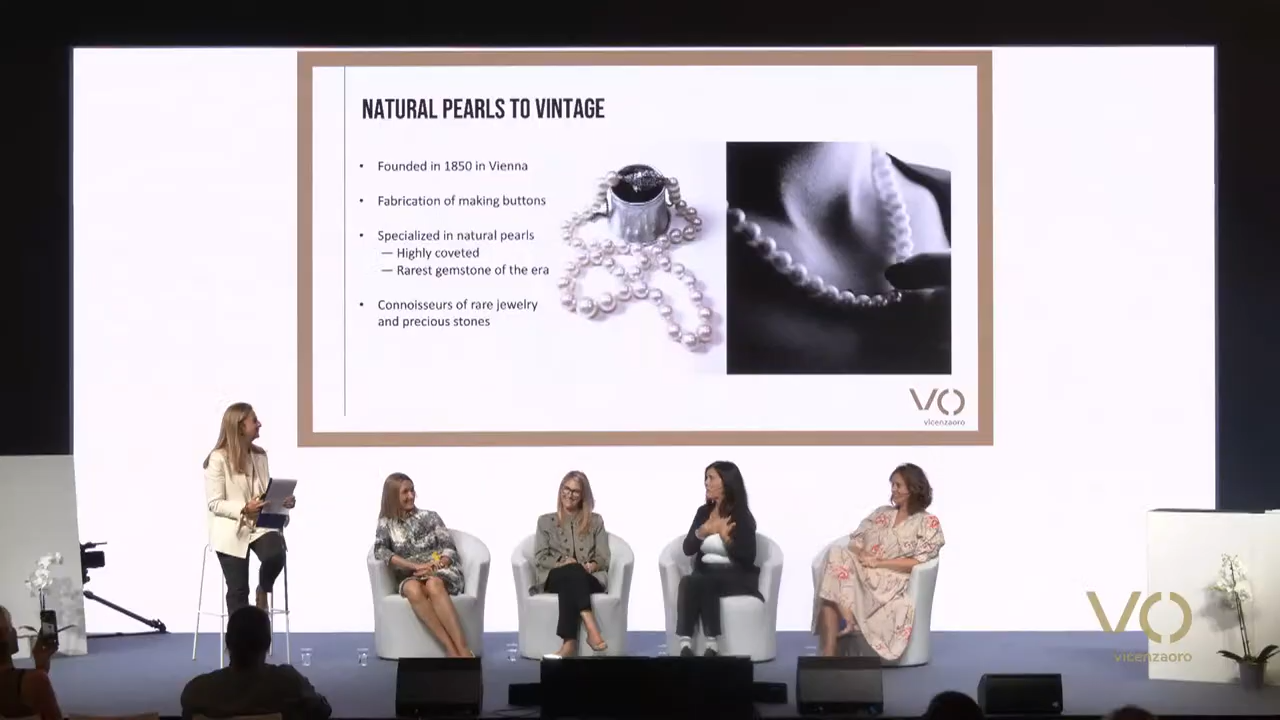 NATURAL PEARLS TO VINTAGE
• Founded in 1850 in Vienna
• Fabrication of making buttons
• Specialized in natural pearls
— Highly coveted
— Rarest gemstone of the era
• Connoisseurs of rare jewelry
and precious stones
VO
vicenzaoro
VO
vicenzaoro